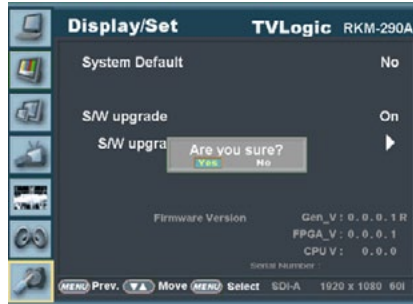 Display/Set TVLogic RKM-290A
System Default No
S/W upgrade On
S/W upgra
Are you sure?
Yes No
Firmware Version Gen_V : 0.0.0.1 R
FPGA_V : 0.0.0.1
CPU V : 0.0.0
Serial Number :
MENU Prev. (▼▲) Move MENU Select SDI-A 1920 x 1080 60I